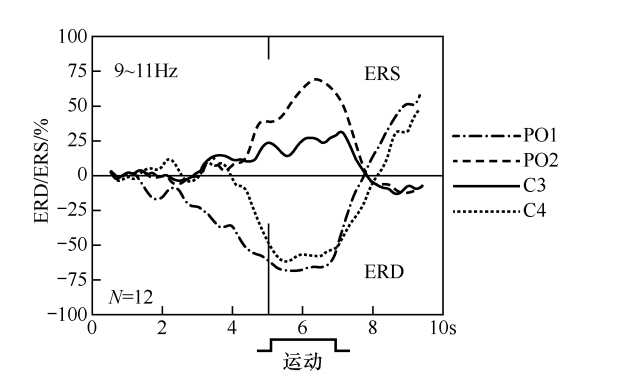 100
75
50
25
0
−25
−50
−75
−100
ERD/ERS/%
9~11Hz
ERS
ERD
N=12
PO1
PO2
C3
C4
0 2 4 6 8 10s
运动